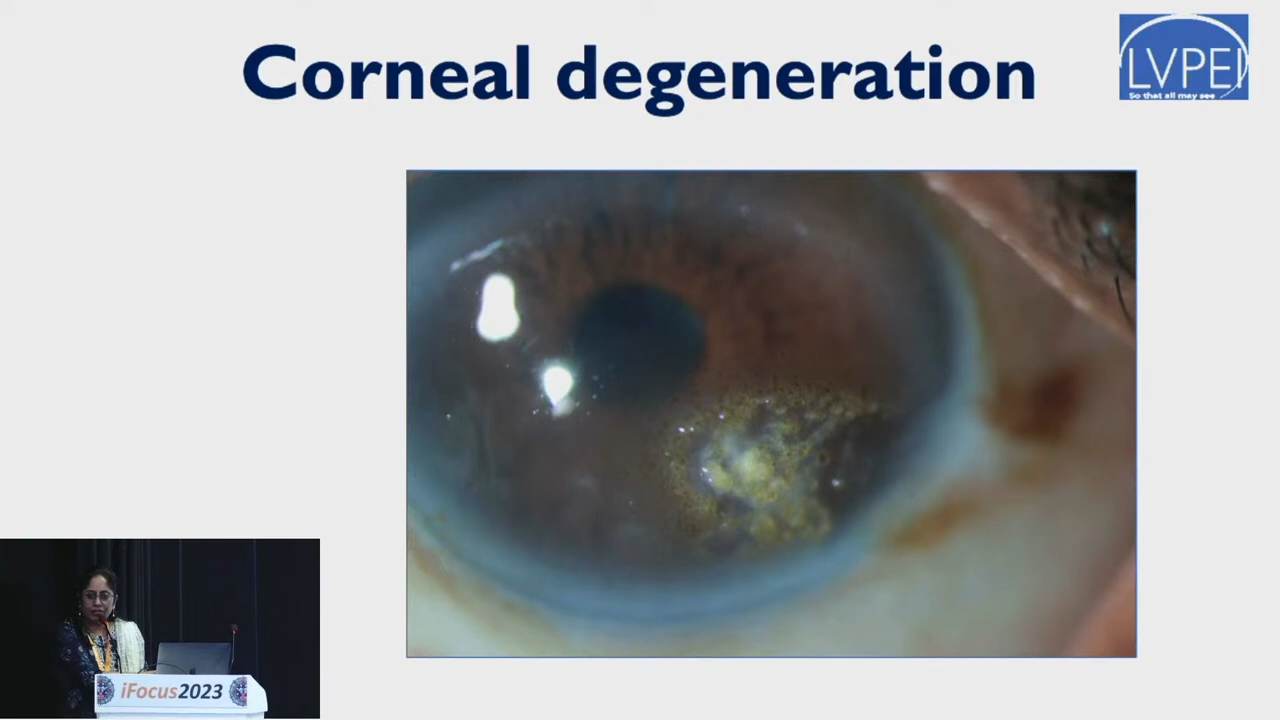 Corneal degeneration
LVPEI
So that all may see
iFocus2023